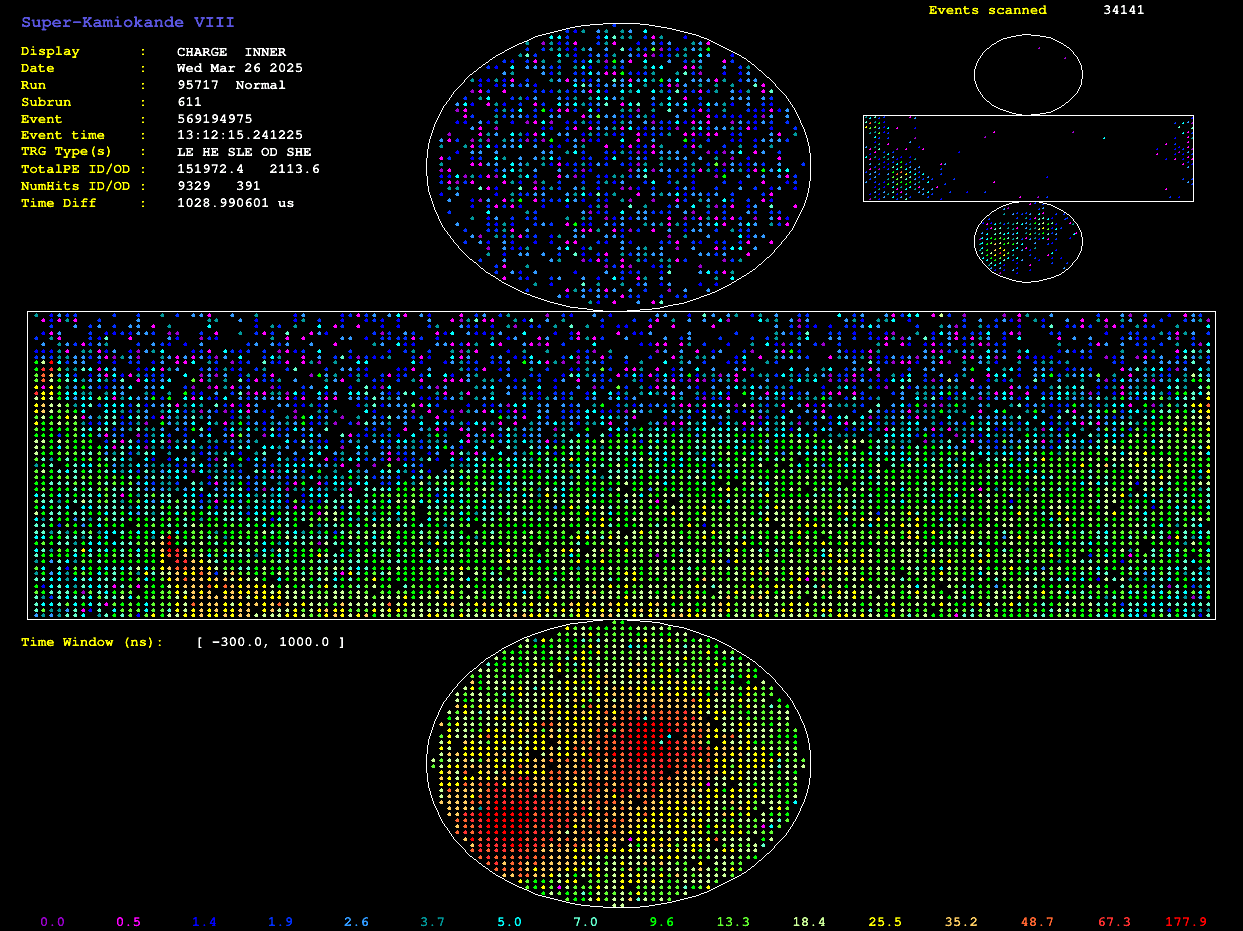 Super-Kamiokande VIII
Events scanned 34141
Display : CHARGE INNER
Date : Wed Mar 26 2025
Run : 95717 Normal
Subrun : 611
Event : 569194975
Event time : 13:12:15.241225
TRG Type(s) : LE HE SLE OD SHE
TotalPE ID/OD : 151972.4 2113.6
NumHits ID/OD : 9329 391
Time Diff : 1028.990601 us
Time Window (ns): [ -300.0, 1000.0 ]
0.0 0.5 1.4 1.9 2.6 3.7 5.0 7.0 9.6 13.3 18.4 25.5 35.2 48.7 67.3 177.9